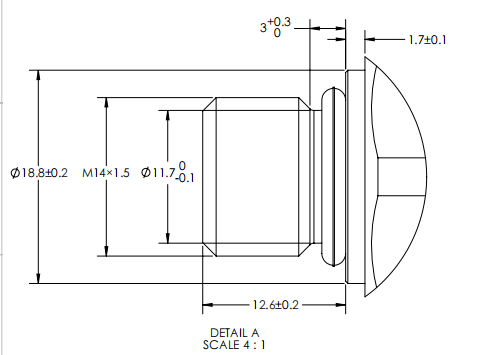 3 +0.3
0
1.7±0.1
Ø18.8±0.2
M14×1.5
Ø11.7 0
-0.1
12.6±0.2
DETAIL A
SCALE 4 : 1